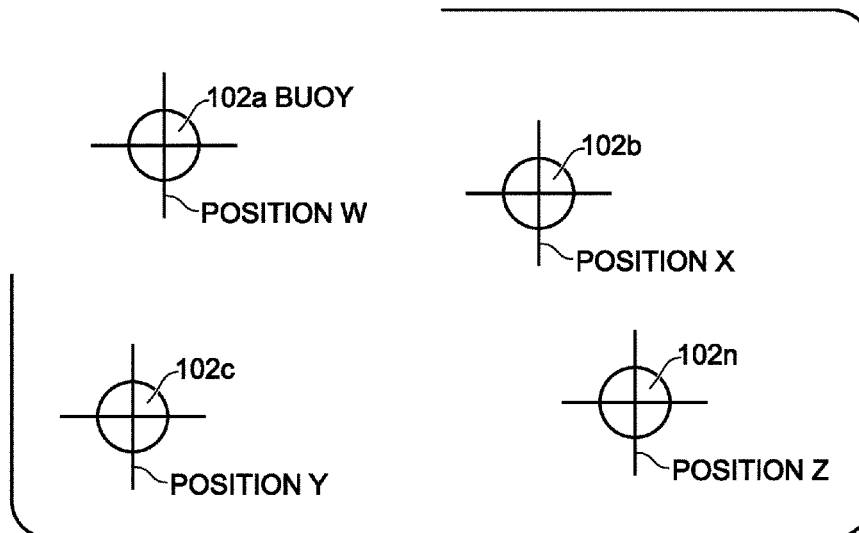 102a BUOY
102b
POSITION W
POSITION X
102c
102n
POSITION Y
POSITION Z